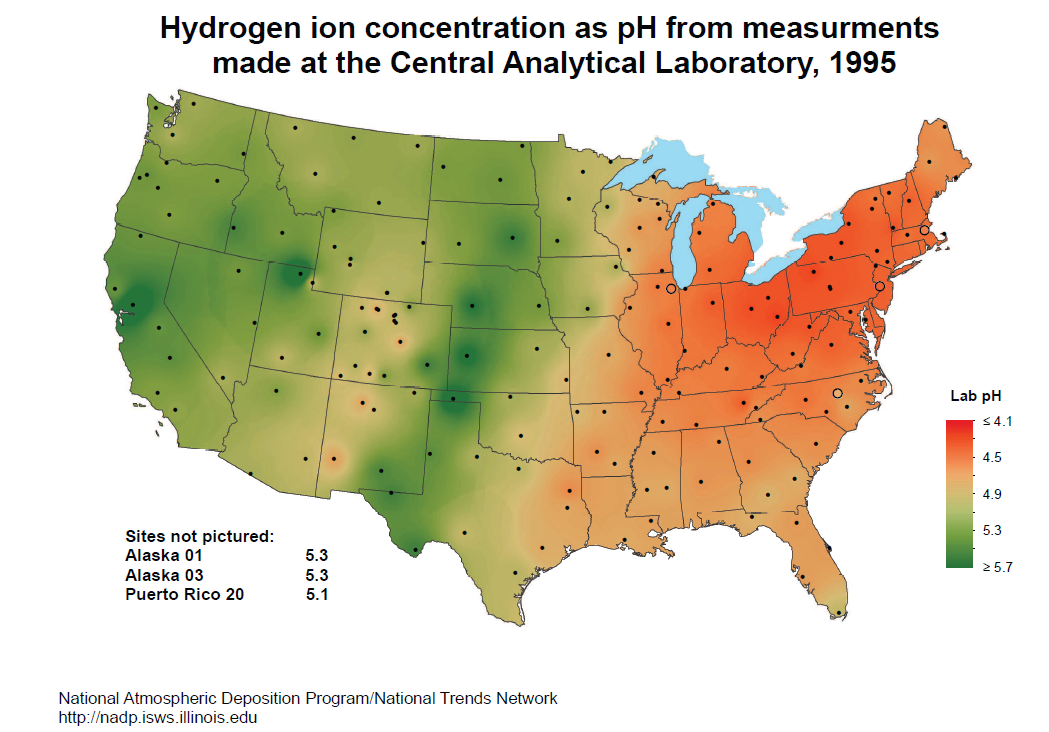 Hydrogen ion concentration as pH from measurments
made at the Central Analytical Laboratory, 1995
Lab pH
≤ 4.1
4.5
4.9
5.3
≥ 5.7
Sites not pictured:
Alaska 01 5.3
Alaska 03 5.3
Puerto Rico 20 5.1
National Atmospheric Deposition Program/National Trends Network
http://nadp.isws.illinois.edu